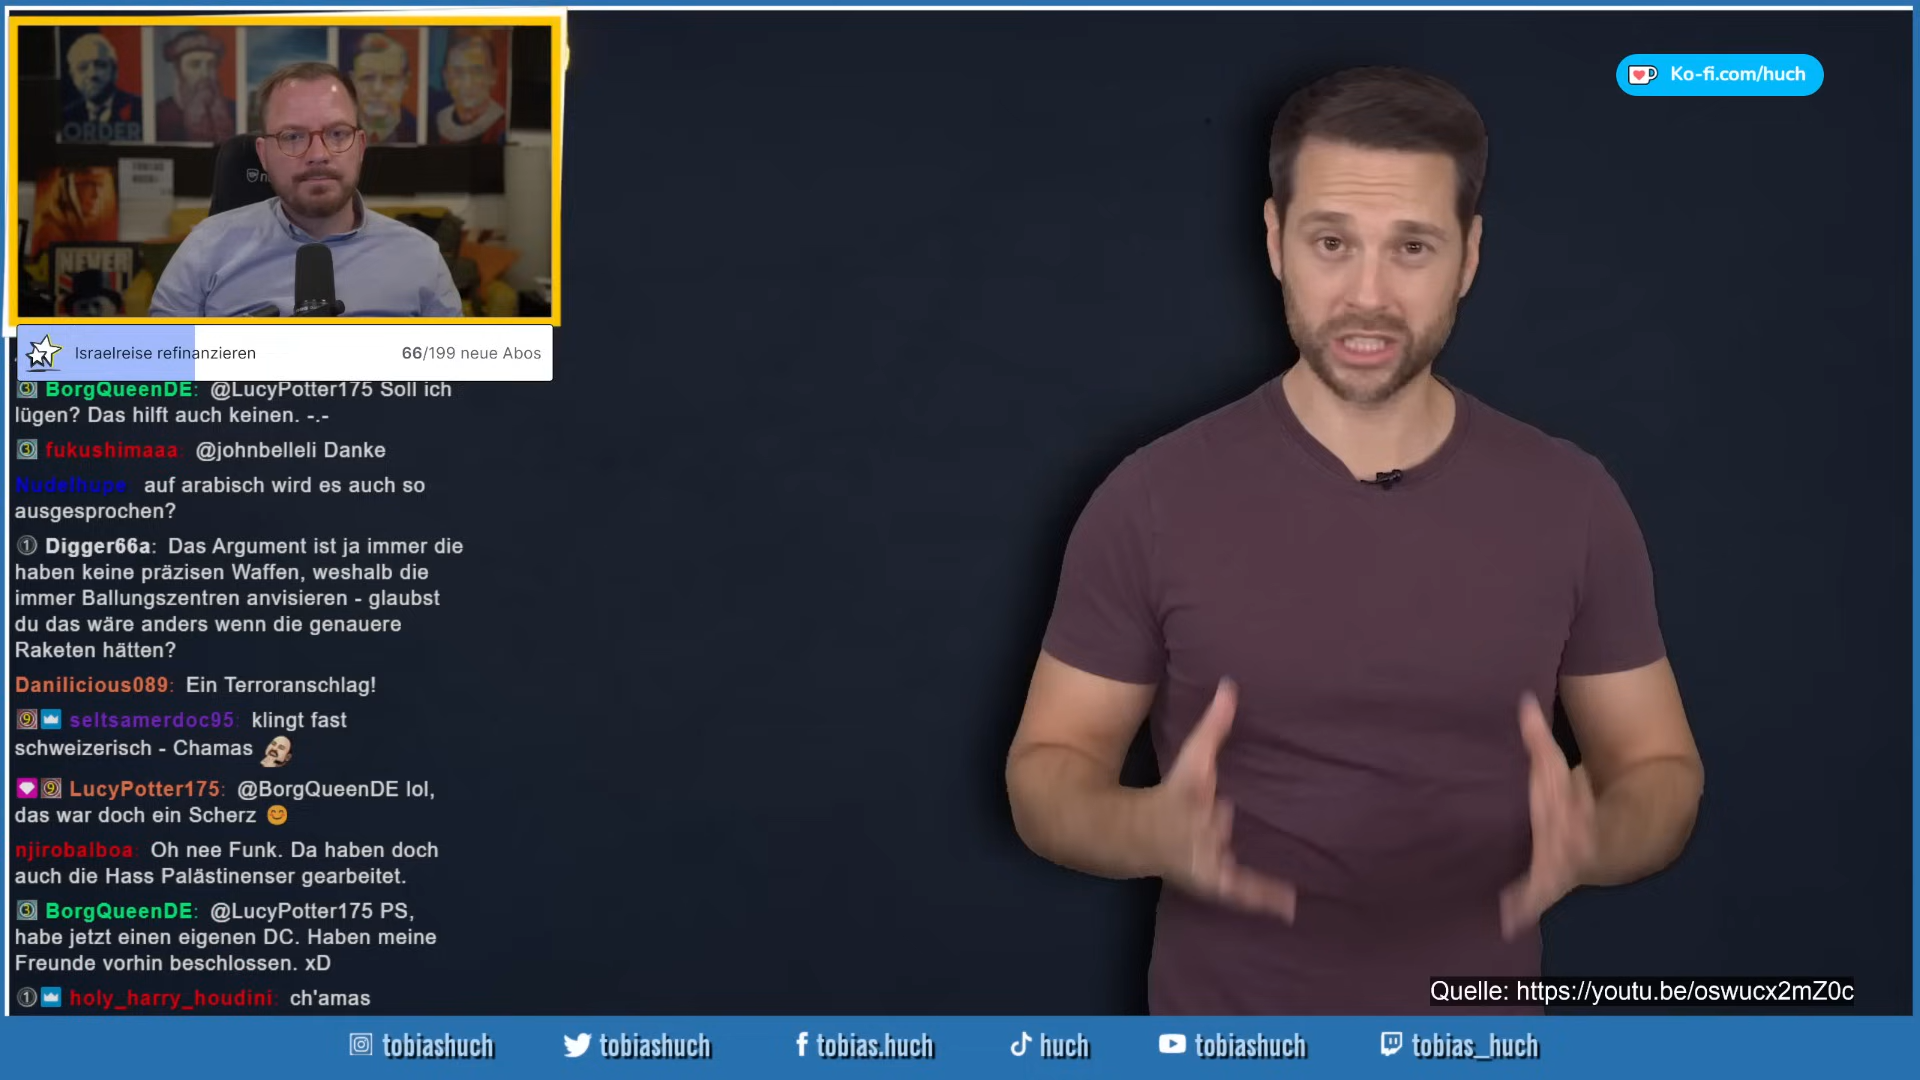 ORDER
NEVER
Ko-fi.com/huch
Israelreise refinanzieren 66/199 neue Abos
BorgQueenDE: @LucyPotter175 Soll ich
lügen? Das hilft auch keinen. -.-
fukushimaaa: @johnbelleli Danke
Nudelhupe: auf arabisch wird es auch so
ausgesprochen?
Digger66a: Das Argument ist ja immer die
haben keine präzisen Waffen, weshalb die
immer Ballungszentren anvisieren - glaubst
du das wäre anders wenn die genauere
Raketen hätten?
Danilicious089: Ein Terroranschlag!
seltsamerdoc95: klingt fast
schweizerisch - Chamas
LucyPotter175: @BorgQueenDE lol,
das war doch ein Scherz
njirobalboa: Oh nee Funk. Da haben doch
auch die Hass Palästinenser gearbeitet.
BorgQueenDE: @LucyPotter175 PS,
habe jetzt einen eigenen DC. Haben meine
Freunde vorhin beschlossen. xD
holy_harry_houdini: ch'amas
Quelle: https://youtu.be/oswucx2mZ0c
tobiashuch tobiashuch tobias.huch huch tobiashuch tobias_huch